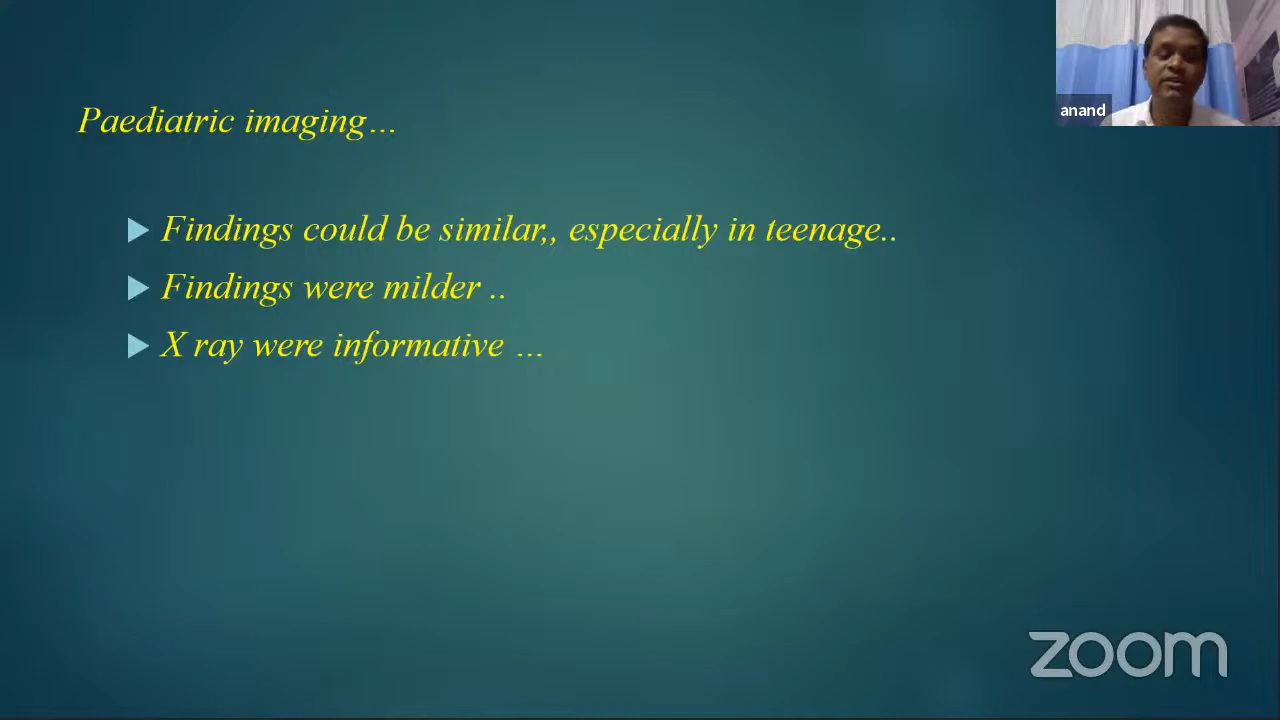 anand
Paediatric imaging…
Findings could be similar,, especially in teenage..
Findings were milder ..
X ray were informative …
zoom